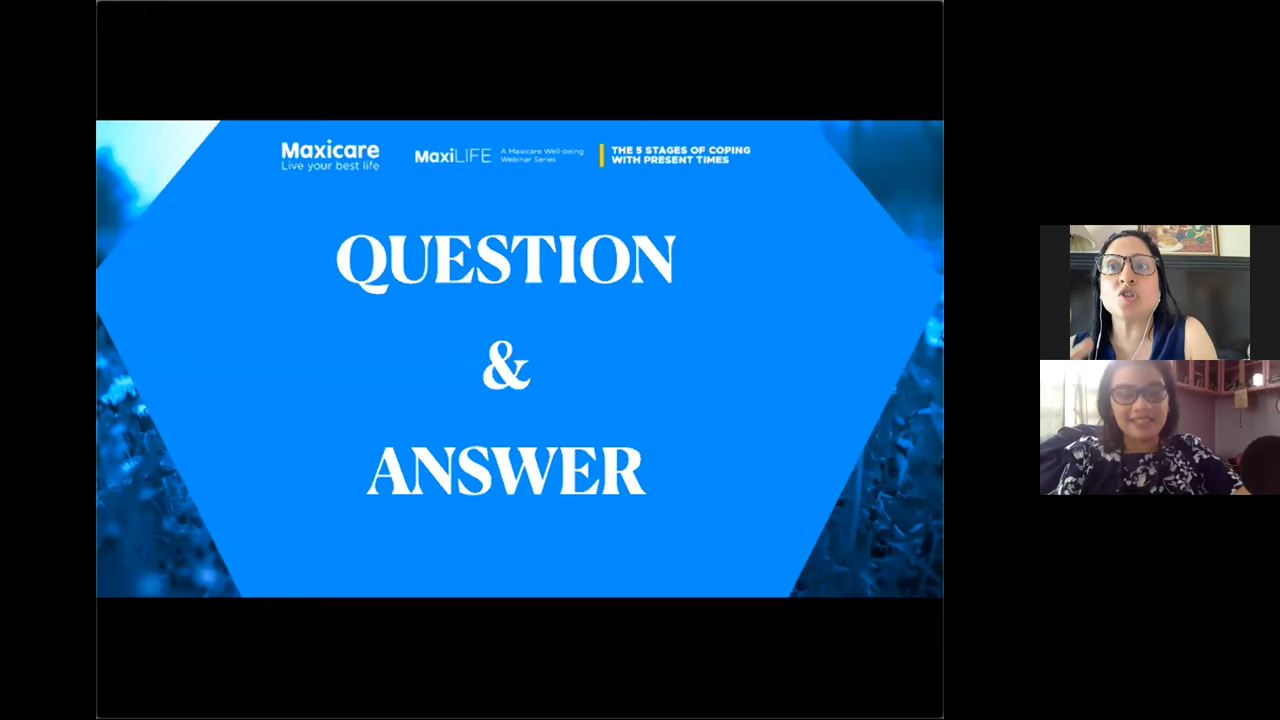 Maxicare
Live your best life
MaxiLIFE
A Maxicare Well-being
Webinar Series
THE 5 STAGES OF COPING
WITH PRESENT TIMES
QUESTION
&
ANSWER